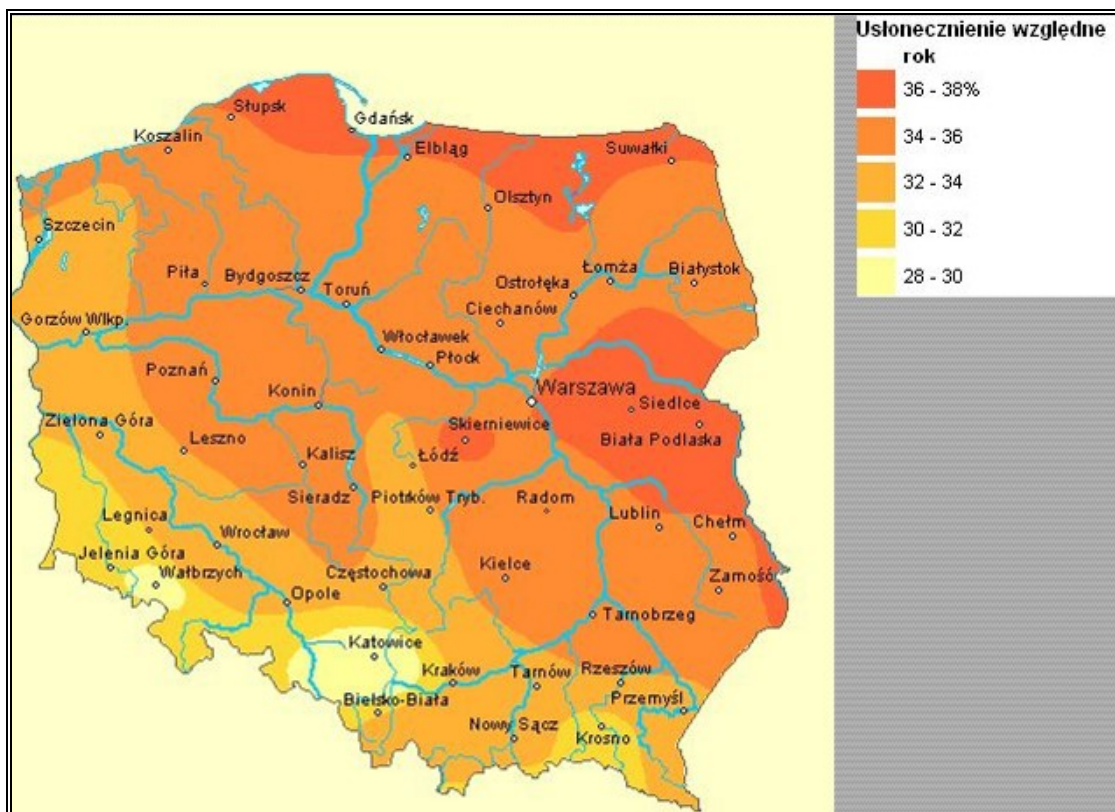 Usłonecznienie względne
rok
36 - 38%
34 - 36
32 - 34
30 - 32
28 - 30
Słupsk
Gdańsk
Koszalin
Elbląg
Suwałki
Olsztyn
Szczecin
Piła
Bydgoszcz
Toruń
Ostrołęka
Łomża
Białystok
Ciechanów
Gorzów Wlkp.
Włocławek
Płock
Poznań
Konin
Warszawa
Siedlce
Zielona Góra
Leszno
Skierniewice
Biała Podlaska
Kalisz
Łódź
Sieradz
Piotrków Tryb.
Radom
Lublin
Chełm
Legnica
Wrocław
Jelenia Góra
Wałbrzych
Częstochowa
Kielce
Zamość
Opole
Tarnobrzeg
Katowice
Kraków
Tarnów
Rzeszów
Bielsko-Biała
Przemyśl
Nowy Sącz
Krosno